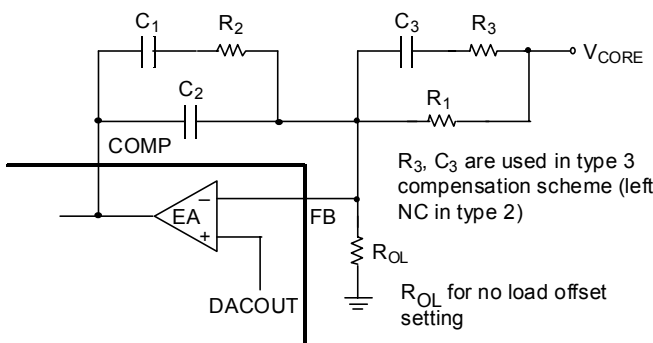 C1
R2
C3
R3
VCORE
C2
R1
COMP
R3, C3 are used in type 3
compensation scheme (left
NC in type 2)
EA
−
+
FB
ROL
DACOUT
ROL for no load offset
setting